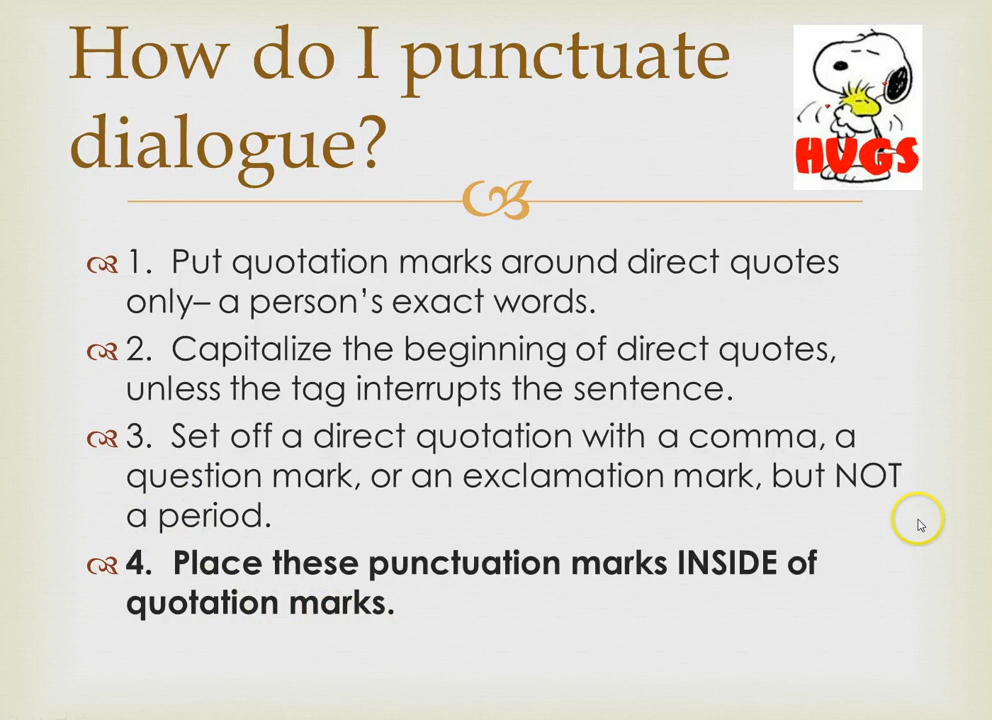 How do I punctuate
dialogue?
HUGS
1. Put quotation marks around direct quotes
only– a person’s exact words.
2. Capitalize the beginning of direct quotes,
unless the tag interrupts the sentence.
3. Set off a direct quotation with a comma, a
question mark, or an exclamation mark, but NOT
a period.
4. Place these punctuation marks INSIDE of
quotation marks.